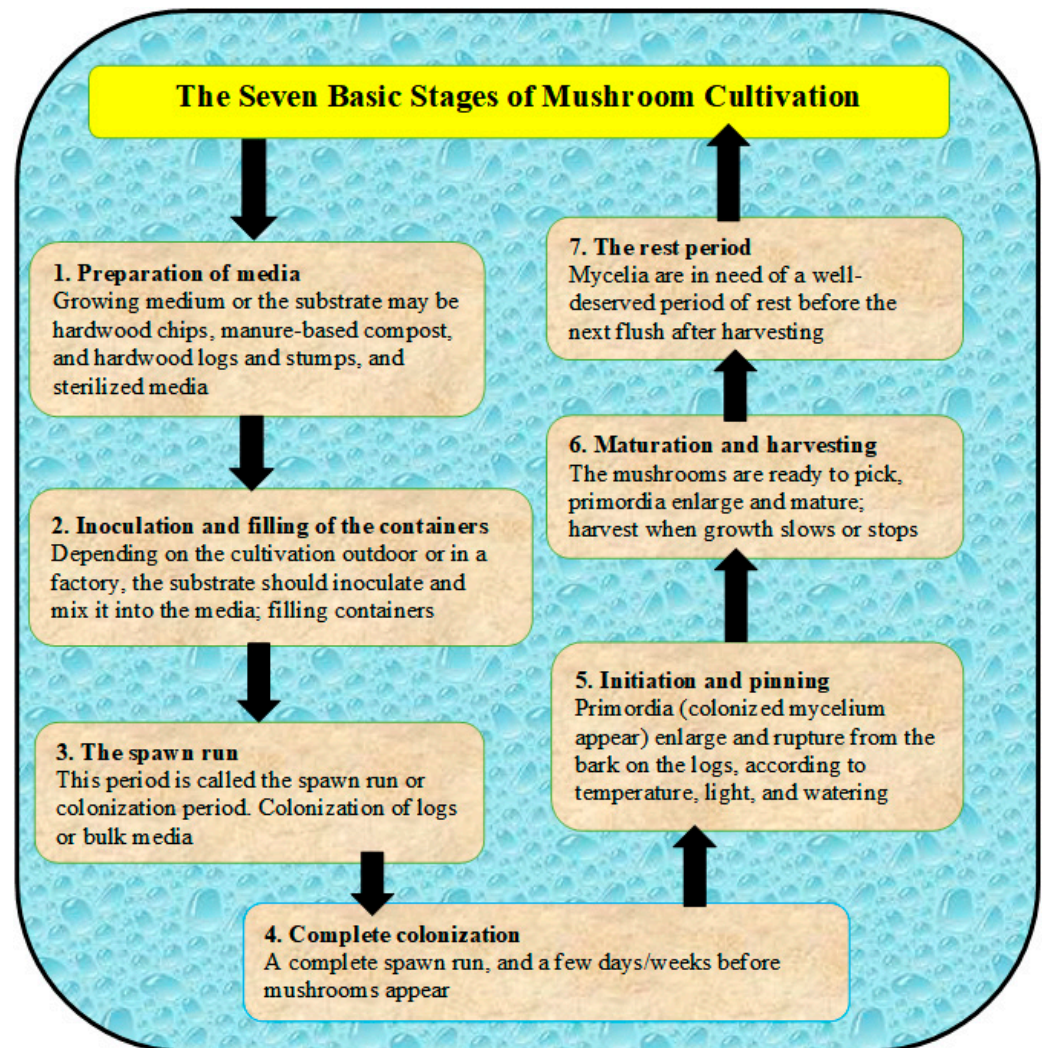 The Seven Basic Stages of Mushroom Cultivation
1. Preparation of media
Growing medium or the substrate may be
hardwood chips, manure-based compost,
and hardwood logs and stumps, and
sterilized media
2. Inoculation and filling of the containers
Depending on the cultivation outdoor or in a
factory, the substrate should inoculate and
mix it into the media; filling containers
3. The spawn run
This period is called the spawn run or
colonization period. Colonization of logs
or bulk media
4. Complete colonization
A complete spawn run, and a few days/weeks before
mushrooms appear
5. Initiation and pinning
Primordia (colonized mycelium
appear) enlarge and rupture from the
bark on the logs, according to
temperature, light, and watering
6. Maturation and harvesting
The mushrooms are ready to pick,
primordia enlarge and mature;
harvest when growth slows or stops
7. The rest period
Mycelia are in need of a well-
deserved period of rest before the
next flush after harvesting